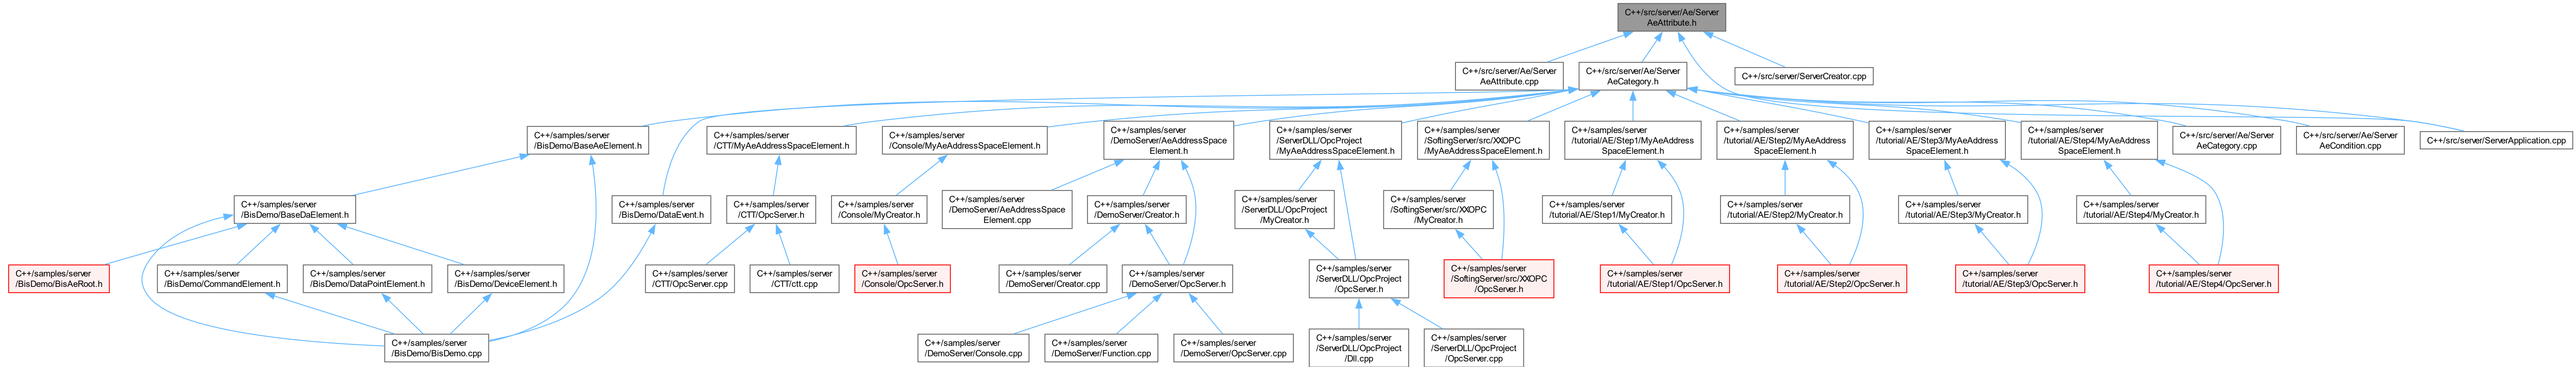 C++/src/server/Ae/Server
AeAttribute.h
C++/src/server/Ae/Server
AeAttribute.cpp
C++/src/server/Ae/Server
AeCategory.h
C++/src/server/ServerCreator.cpp
C++/samples/server
/BisDemo/BaseAeElement.h
C++/samples/server
/CTT/MyAeAddressSpaceElement.h
C++/samples/server
/Console/MyAeAddressSpaceElement.h
C++/samples/server
/DemoServer/AeAddressSpace
Element.h
C++/samples/server
/ServerDLL/OpcProject
/MyAeAddressSpaceElement.h
C++/samples/server
/SoftingServer/src/XXOPC
/MyAeAddressSpaceElement.h
C++/samples/server
/tutorial/AE/Step1/MyAeAddress
SpaceElement.h
C++/samples/server
/tutorial/AE/Step2/MyAeAddress
SpaceElement.h
C++/samples/server
/tutorial/AE/Step3/MyAeAddress
SpaceElement.h
C++/samples/server
/tutorial/AE/Step4/MyAeAddress
SpaceElement.h
C++/src/server/Ae/Server
AeCategory.cpp
C++/src/server/Ae/Server
AeCondition.cpp
C++/src/server/ServerApplication.cpp
C++/samples/server
/BisDemo/BaseDaElement.h
C++/samples/server
/BisDemo/DataEvent.h
C++/samples/server
/CTT/OpcServer.h
C++/samples/server
/Console/MyCreator.h
C++/samples/server
/DemoServer/AeAddressSpace
Element.cpp
C++/samples/server
/DemoServer/Creator.h
C++/samples/server
/ServerDLL/OpcProject
/MyCreator.h
C++/samples/server
/SoftingServer/src/XXOPC
/MyCreator.h
C++/samples/server
/tutorial/AE/Step1/MyCreator.h
C++/samples/server
/tutorial/AE/Step2/MyCreator.h
C++/samples/server
/tutorial/AE/Step3/MyCreator.h
C++/samples/server
/tutorial/AE/Step4/MyCreator.h
C++/samples/server
/BisDemo/BisAeRoot.h
C++/samples/server
/BisDemo/CommandElement.h
C++/samples/server
/BisDemo/DataPointElement.h
C++/samples/server
/BisDemo/DeviceElement.h
C++/samples/server
/CTT/OpcServer.cpp
C++/samples/server
/CTT/ctt.cpp
C++/samples/server
/Console/OpcServer.h
C++/samples/server
/DemoServer/Creator.cpp
C++/samples/server
/DemoServer/OpcServer.h
C++/samples/server
/ServerDLL/OpcProject
/OpcServer.h
C++/samples/server
/SoftingServer/src/XXOPC
/OpcServer.h
C++/samples/server
/tutorial/AE/Step1/OpcServer.h
C++/samples/server
/tutorial/AE/Step2/OpcServer.h
C++/samples/server
/tutorial/AE/Step3/OpcServer.h
C++/samples/server
/tutorial/AE/Step4/OpcServer.h
C++/samples/server
/BisDemo/BisDemo.cpp
C++/samples/server
/DemoServer/Console.cpp
C++/samples/server
/DemoServer/Function.cpp
C++/samples/server
/DemoServer/OpcServer.cpp
C++/samples/server
/ServerDLL/OpcProject
/Dll.cpp
C++/samples/server
/ServerDLL/OpcProject
/OpcServer.cpp